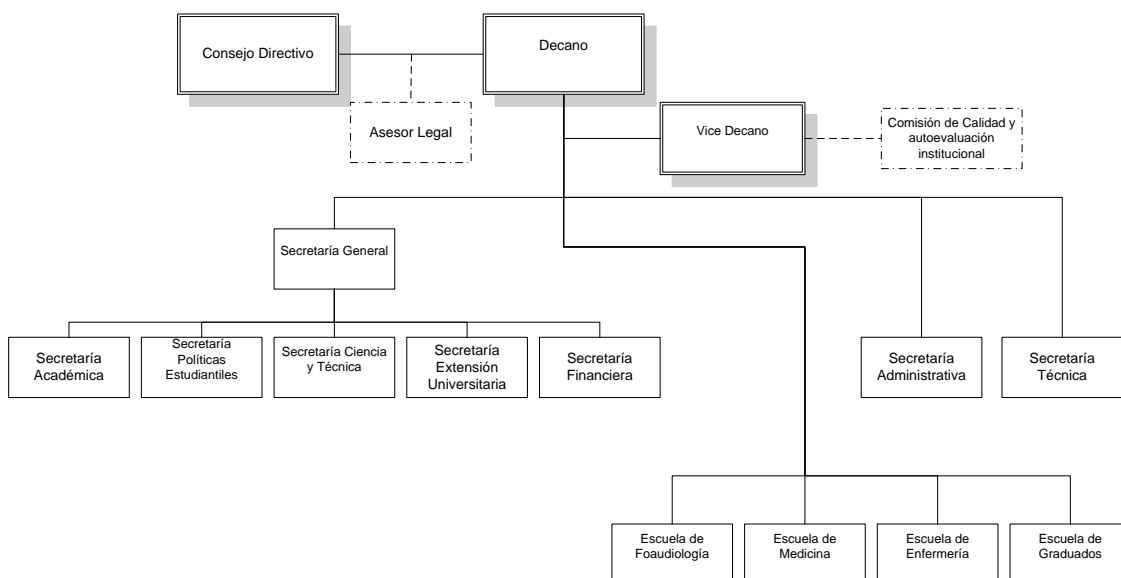 Consejo Directivo
Decano
Asesor Legal
Vice Decano
Comisión de Calidad y
autoevaluación
institucional
Secretaría General
Secretaría
Académica
Secretaría
Políticas
Estudiantiles
Secretaría Ciencia
y Técnica
Secretaría
Extensión
Universitaria
Secretaría
Financiera
Secretaría
Administrativa
Secretaría
Técnica
Escuela de
Foaudiología
Escuela de
Medicina
Escuela de
Enfermería
Escuela de
Graduados